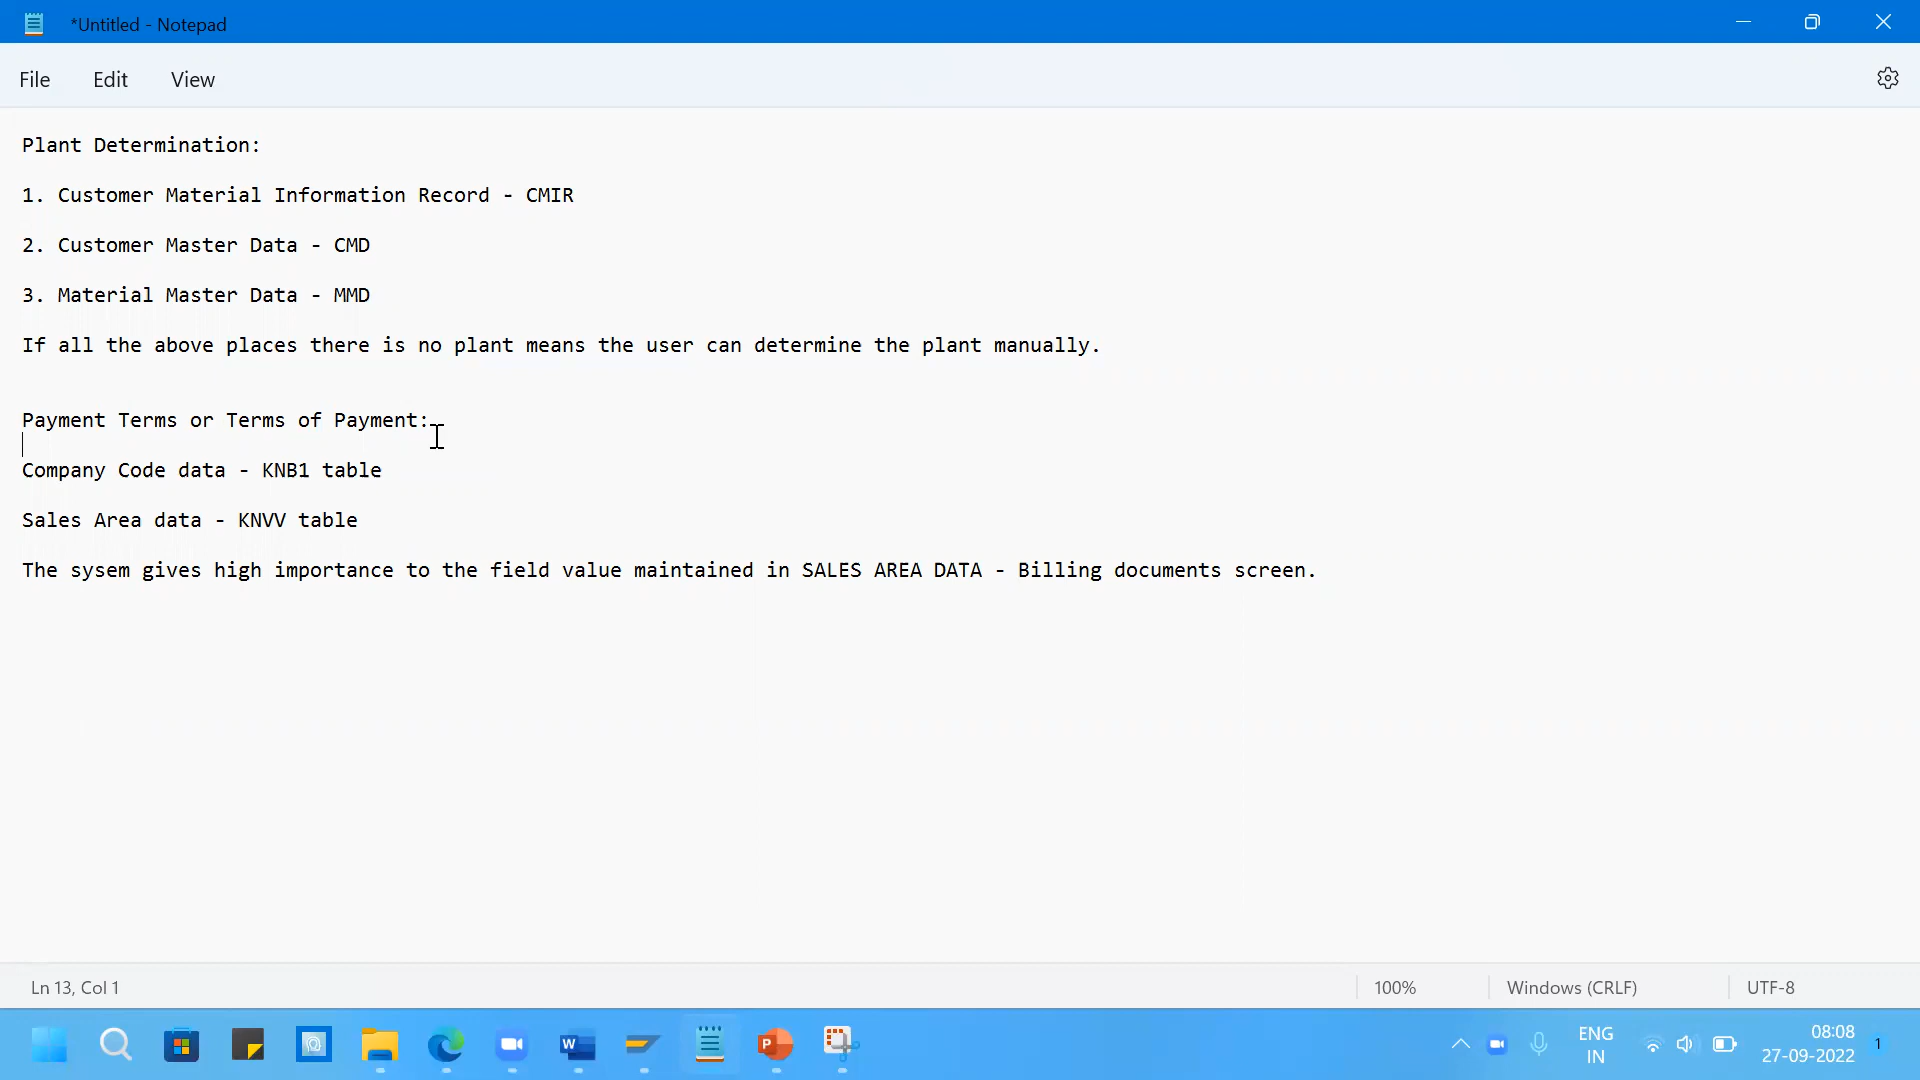 *Untitled - Notepad
File Edit View
Plant Determination:
1. Customer Material Information Record - CMIR
2. Customer Master Data - CMD
3. Material Master Data - MMD
If all the above places there is no plant means the user can determine the plant manually.
Payment Terms or Terms of Payment:
Company Code data - KNB1 table
Sales Area data - KNVV table
The sysem gives high importance to the field value maintained in SALES AREA DATA - Billing documents screen.
Ln 13, Col 1 100% Windows (CRLF) UTF-8
ENG 08:08
IN 27-09-2022 1